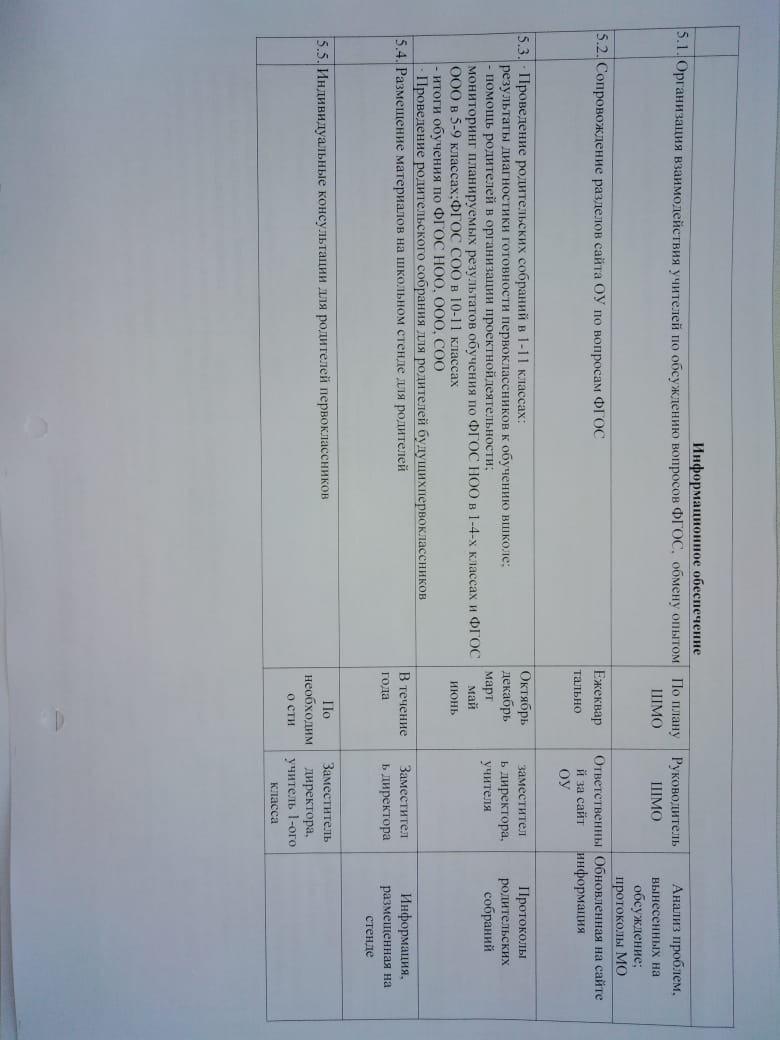 Информационное обеспечение
5.1. Организация взаимодействия учителей по обсуждению вопросов ФГОС, обмену опытом
По плану
ШМО
Руководитель
ШМО
Анализ проблем,
вынесенных на
обсуждение;
протоколы МО
5.2. Сопровождение разделов сайта ОУ по вопросам ФГОС
Ежеквар
тально
Ответственны
й за сайт
ОУ
Обновленная на сайте
информация
5.3. · Проведение родительских собраний в 1-11 классах:
результаты диагностики готовности первоклассников к обучению вшколе;
- помощь родителей в организации проектнойдеятельности;
мониторинг планируемых результатов обучения по ФГОС НОО в 1-4-х классах и ФГОС
ООО в 5-9 классах;ФГОС СОО в 10-11 классах
- итоги обучения по ФГОС НОО, ООО, СОО
· Проведение родительского собрания для родителей будущихпервоклассников
Октябрь
декабрь
март
май
июнь
заместител
ь директора,
учителя
Протоколы
родительских
собраний
5.4. Размещение материалов на школьном стенде для родителей
В течение
года
Заместител
ь директора
Информация,
размещенная на
стенде
5.5. Индивидуальные консультации для родителей первоклассников
По
необходим
о сти
Заместитель
директора,
учитель 1-ого
класса